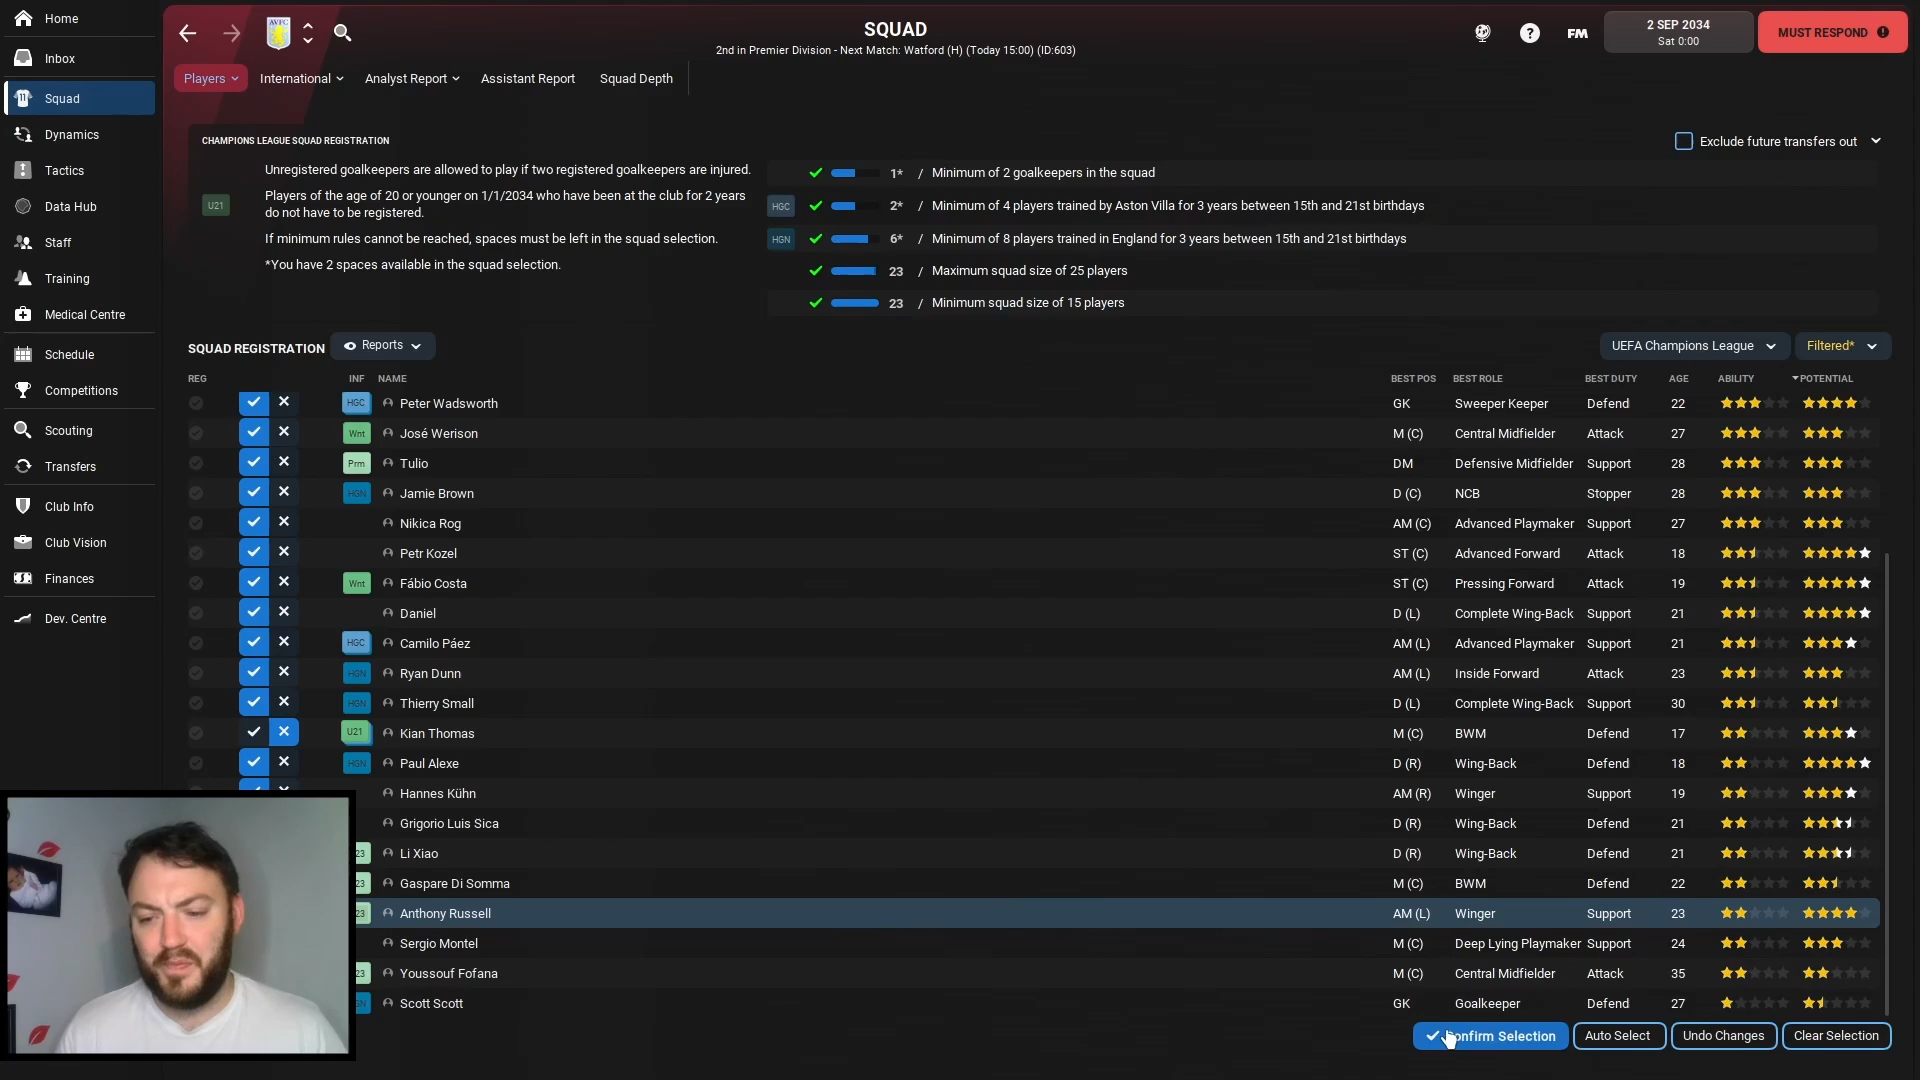 Home
Inbox
Squad
Dynamics
Tactics
Data Hub
Staff
Training
Medical Centre
Schedule
Competitions
Scouting
Transfers
Club Info
Club Vision
Finances
Dev. Centre
AVFC
SQUAD
2nd in Premier Division - Next Match: Watford (H) (Today 15:00) (ID:603)
FM
2 SEP 2034
Sat 0:00
MUST RESPOND
Players
International
Analyst Report
Assistant Report
Squad Depth
CHAMPIONS LEAGUE SQUAD REGISTRATION
Exclude future transfers out
Unregistered goalkeepers are allowed to play if two registered goalkeepers are injured.
U21
Players of the age of 20 or younger on 1/1/2034 who have been at the club for 2 years
do not have to be registered.
If minimum rules cannot be reached, spaces must be left in the squad selection.
*You have 2 spaces available in the squad selection.
1* / Minimum of 2 goalkeepers in the squad
HGC 2* / Minimum of 4 players trained by Aston Villa for 3 years between 15th and 21st birthdays
HGN 6* / Minimum of 8 players trained in England for 3 years between 15th and 21st birthdays
23 / Maximum squad size of 25 players
23 / Minimum squad size of 15 players
SQUAD REGISTRATION
Reports
UEFA Champions League
Filtered*
REG INF NAME BEST POS BEST ROLE BEST DUTY AGE ABILITY POTENTIAL
HGC Peter Wadsworth GK Sweeper Keeper Defend 22
Wnt José Werison M (C) Central Midfielder Attack 27
Prm Tulio DM Defensive Midfielder Support 28
HGN Jamie Brown D (C) NCB Stopper 28
Nikica Rog AM (C) Advanced Playmaker Support 27
Petr Kozel ST (C) Advanced Forward Attack 18
Wnt Fábio Costa ST (C) Pressing Forward Attack 19
Daniel D (L) Complete Wing-Back Support 21
HGC Camilo Páez AM (L) Advanced Playmaker Support 21
HGN Ryan Dunn AM (L) Inside Forward Attack 23
HGN Thierry Small D (L) Complete Wing-Back Support 30
U21 Kian Thomas M (C) BWM Defend 17
HGN Paul Alexe D (R) Wing-Back Defend 18
Hannes Kühn AM (R) Winger Support 19
Grigorio Luis Sica D (R) Wing-Back Defend 21
23 Li Xiao D (R) Wing-Back Defend 21
23 Gaspare Di Somma M (C) BWM Defend 22
23 Anthony Russell AM (L) Winger Support 23
Sergio Montel M (C) Deep Lying Playmaker Support 24
23 Youssouf Fofana M (C) Central Midfielder Attack 35
Scott Scott GK Goalkeeper Defend 27
onfirm Selection
Auto Select
Undo Changes
Clear Selection